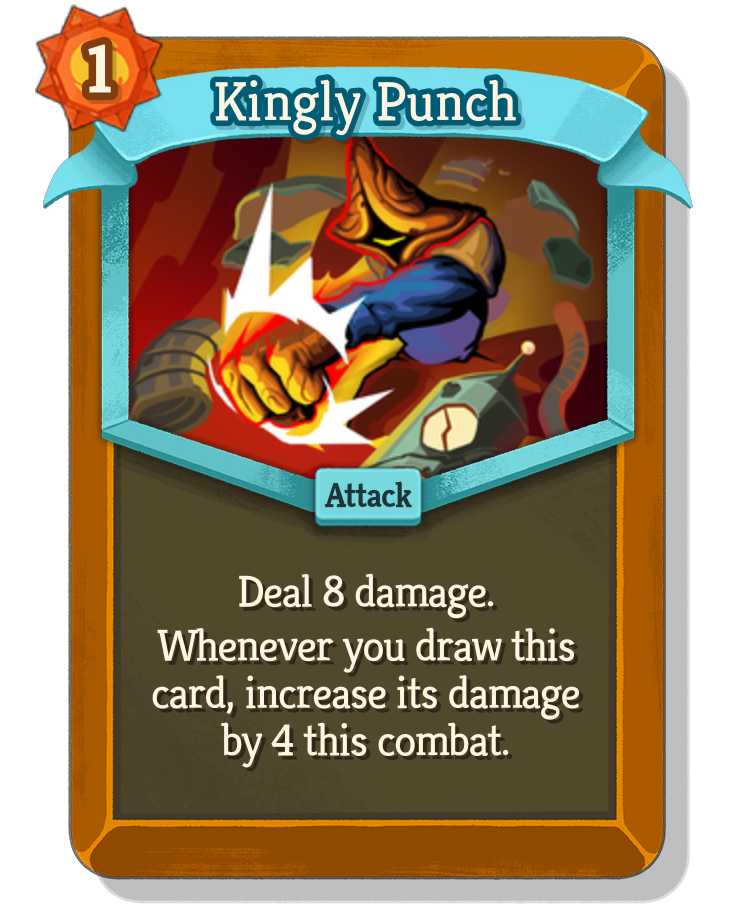 1
Kingly Punch
Attack
Deal 8 damage.
Whenever you draw this
card, increase its damage
by 4 this combat.